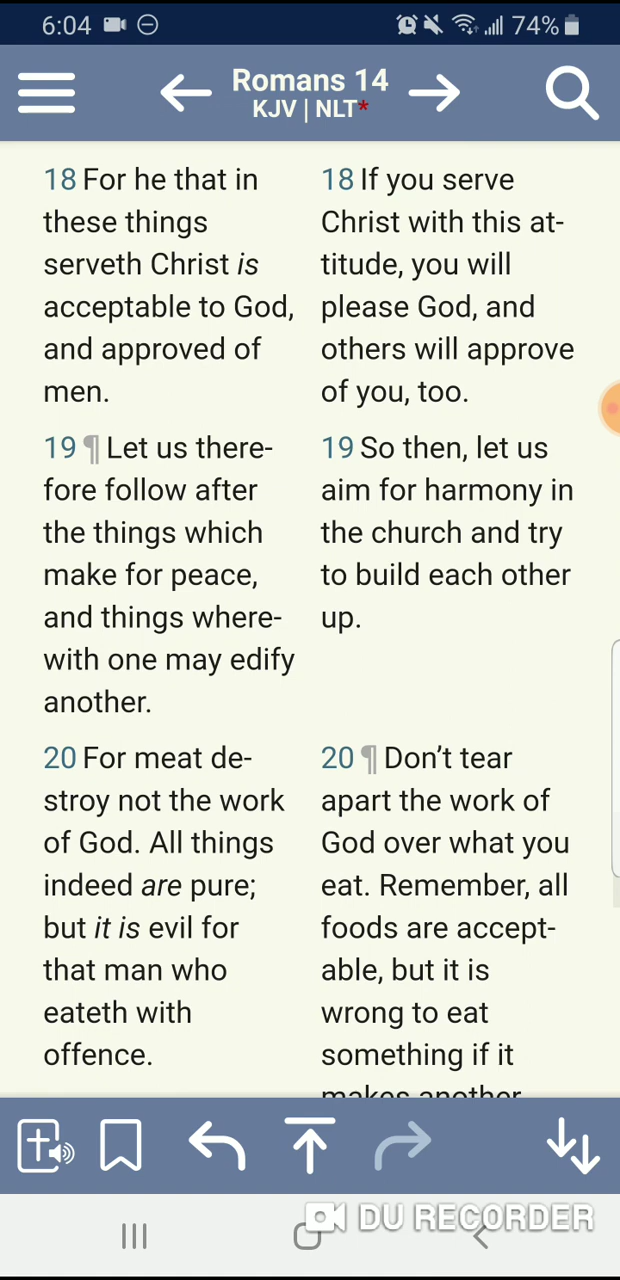 6:04
74%
Romans 14
KJV | NLT*
18 For he that in
these things
serveth Christ is
acceptable to God,
and approved of
men.
19 ¶ Let us there-
fore follow after
the things which
make for peace,
and things where-
with one may edify
another.
20 For meat de-
stroy not the work
of God. All things
indeed are pure;
but it is evil for
that man who
eateth with
offence.
18 If you serve
Christ with this at-
titude, you will
please God, and
others will approve
of you, too.
19 So then, let us
aim for harmony in
the church and try
to build each other
up.
20 ¶ Don’t tear
apart the work of
God over what you
eat. Remember, all
foods are accept-
able, but it is
wrong to eat
something if it
makes another
DU RECORDER